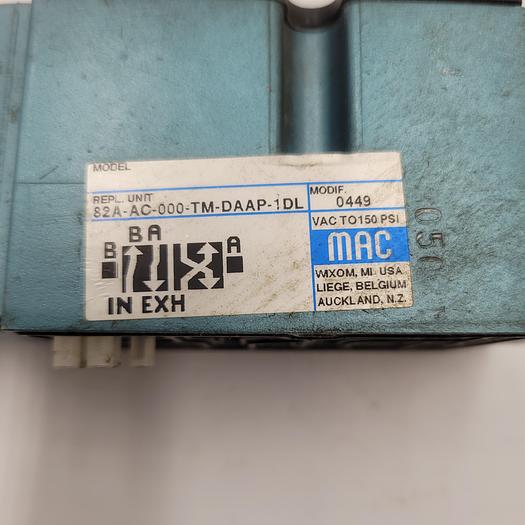 MODEL
REPL. UNIT
82A-AC-000-TM-DAAP-1DL
MODIF.
0449
VAC TO 150 PSI
B A
B
A
IN EXH
MAC
WIXOM, MI. USA
LIEGE, BELGIUM
AUCKLAND, N.Z.